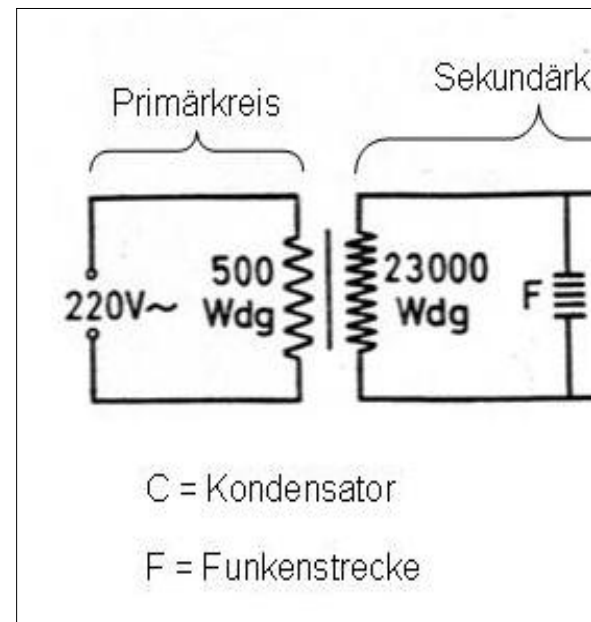 Primärkreis
Sekundärk
500
Wdg
220V~
23000
Wdg
F
C = Kondensator
F = Funkenstrecke